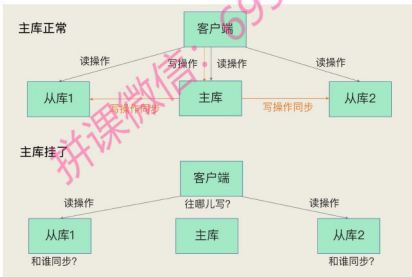 主库正常
客户端
读操作
写操作
读操作
读操作
从库1
主库
从库2
写操作同步
写操作同步
主库挂了
客户端
读操作
往哪儿写？
读操作
从库1
主库
从库2
和谁同步？
和谁同步？
拼课微信：69